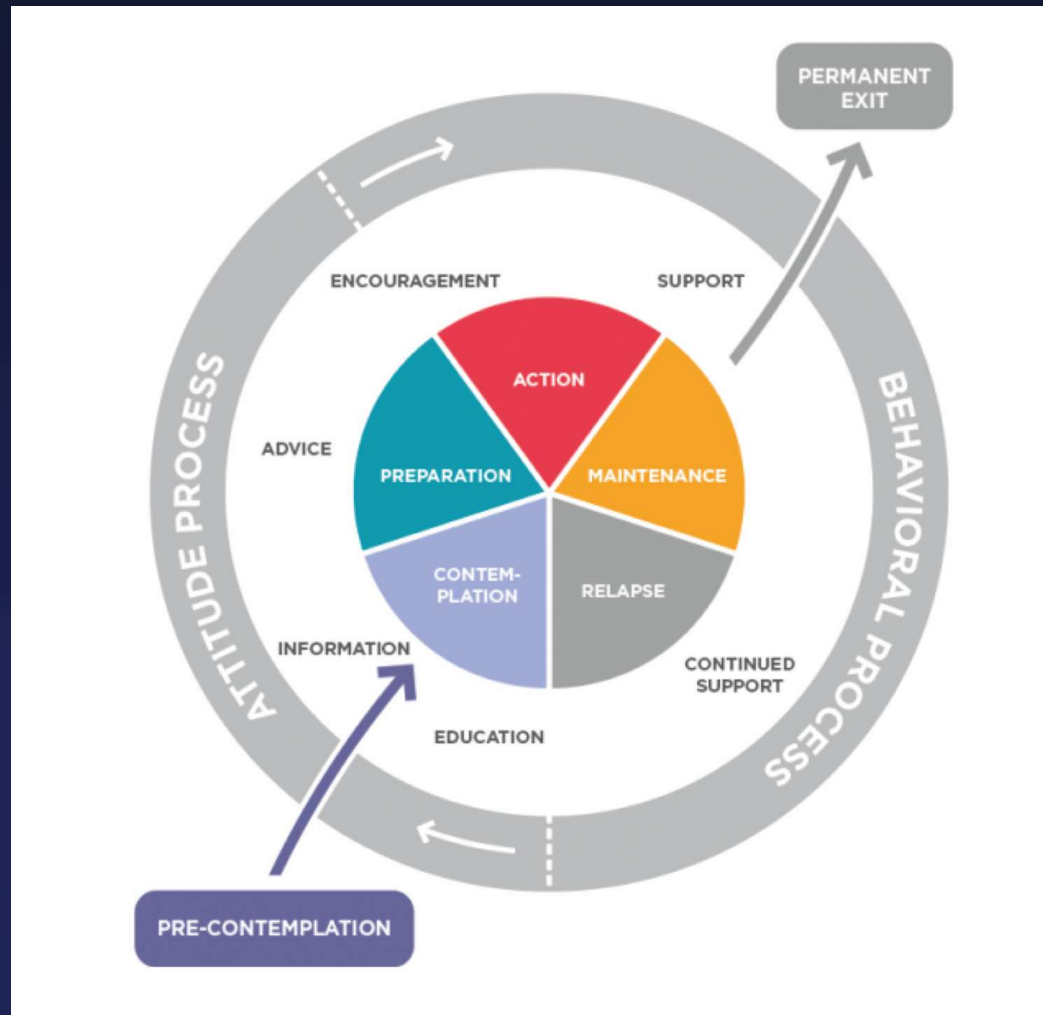 PERMANENT
EXIT
ENCOURAGEMENT
SUPPORT
ACTION
ATTITUDE PROCESS
BEHAVIORAL PROCESS
ADVICE
PREPARATION
MAINTENANCE
CONTEM-
PLATION
RELAPSE
INFORMATION
CONTINUED
SUPPORT
EDUCATION
PRE-CONTEMPLATION